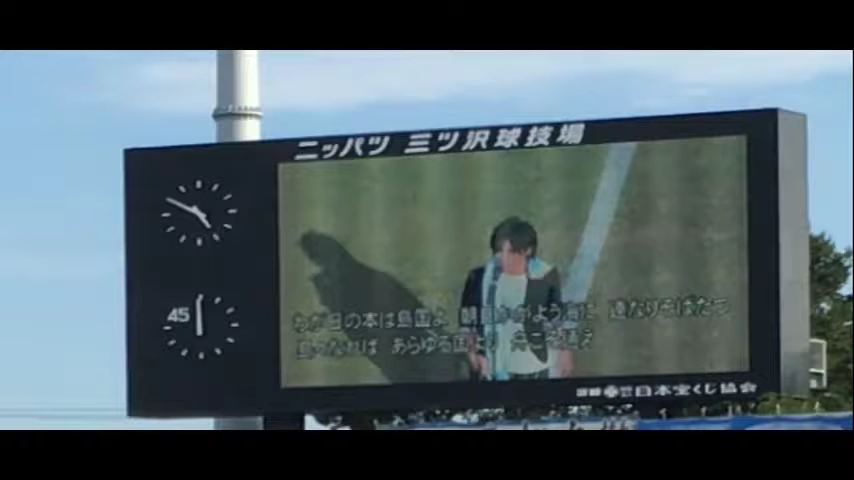 ニッパツ 三ツ沢球技場
45
わが日の本は島国よ 朝日かがよう海に 連なりそばだつ
島々なれば あらゆる国より 舟こそ通え
日本宝くじ協会